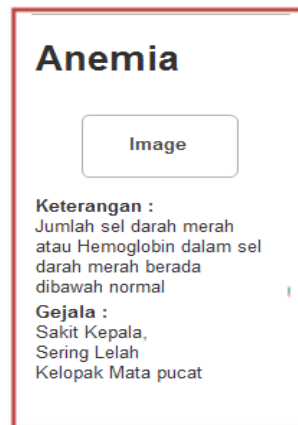 Anemia
Image
Keterangan :
Jumlah sel darah merah
atau Hemoglobin dalam sel
darah merah berada
dibawah normal
Gejala :
Sakit Kepala,
Sering Lelah
Kelopak Mata pucat